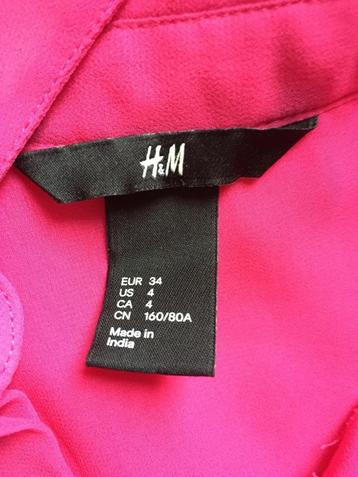 H&M
EUR 34
US 4
CA 4
CN 160/80A
Made in
India